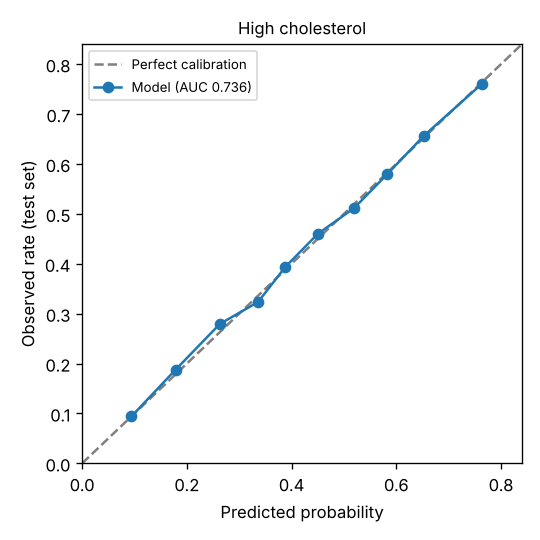 High cholesterol
Perfect calibration
Model (AUC 0.736)
Observed rate (test set)
0.8
0.7
0.6
0.5
0.4
0.3
0.2
0.1
0.0
0.0 0.2 0.4 0.6 0.8
Predicted probability